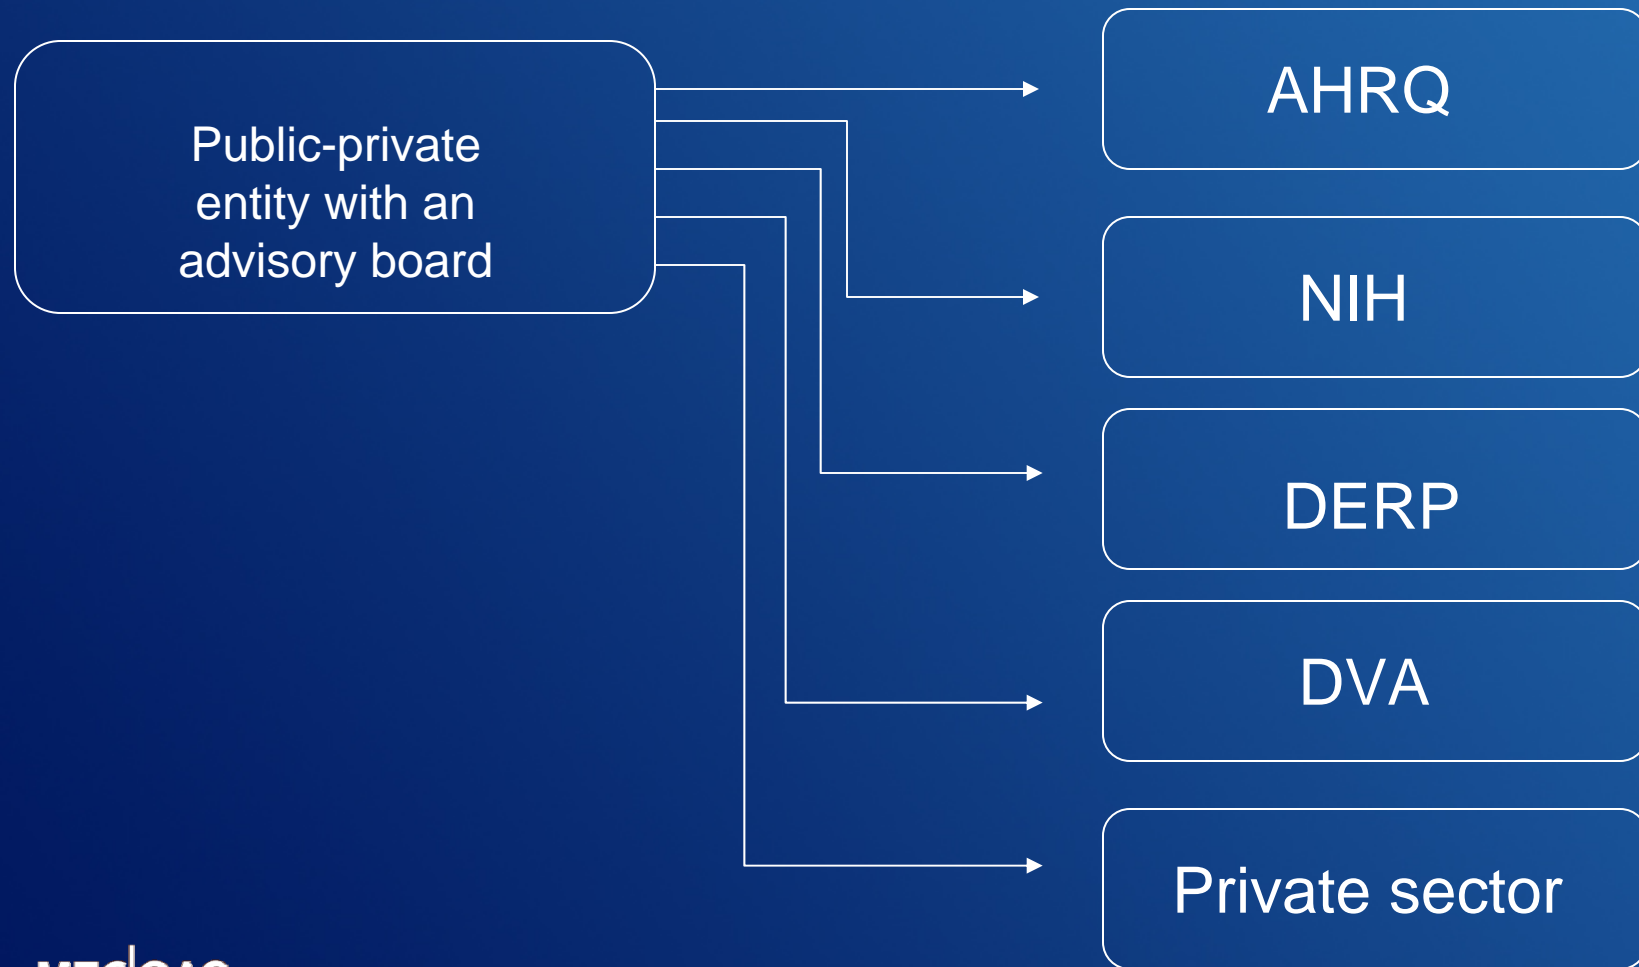 Public-private
entity with an
advisory board
AHRQ
NIH
DERP
DVA
Private sector